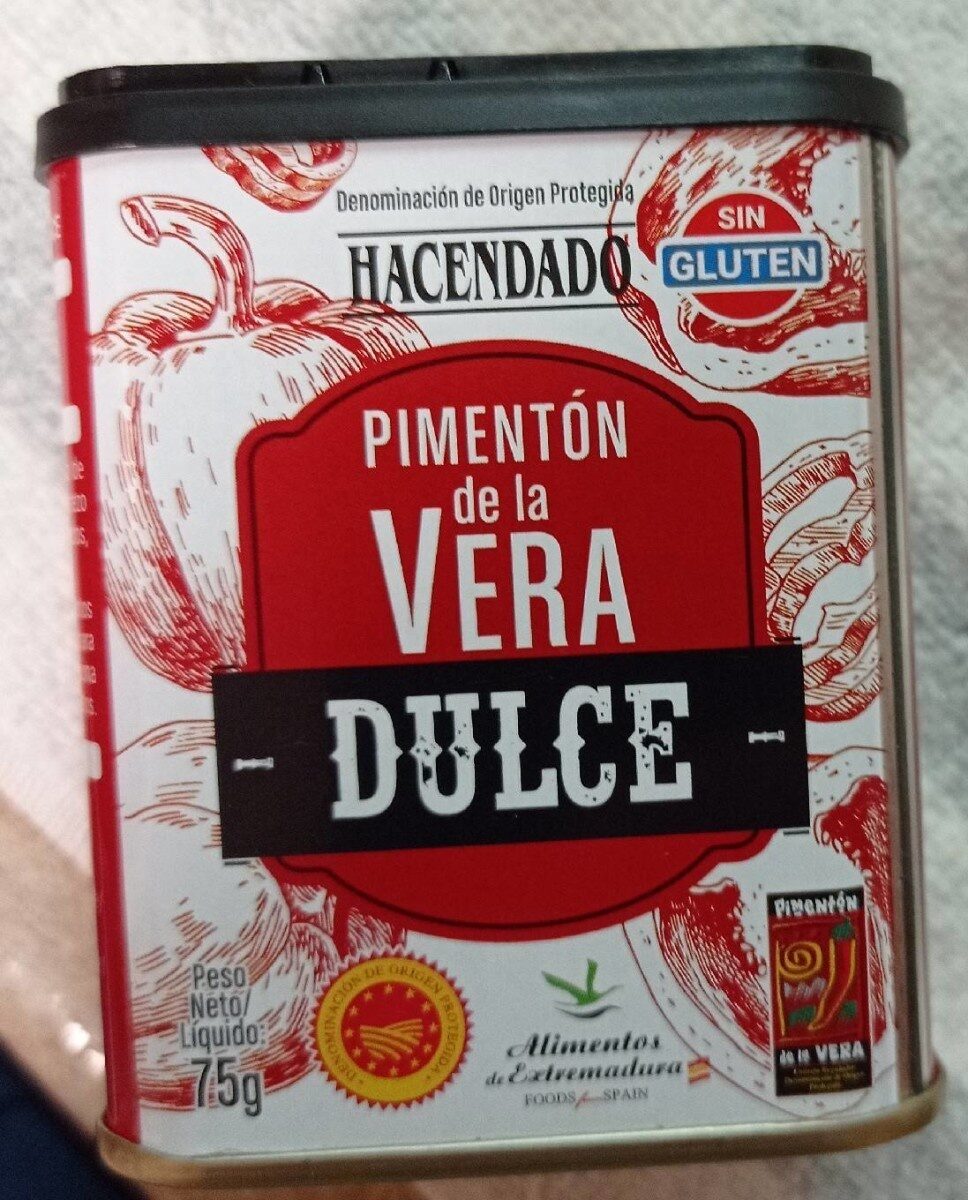 Denominación de Origen Protegida
HACENDADO
SIN
GLUTEN
PIMENTÓN
de la
VERA
DULCE
Peso
Neto/
Líquido:
75g
DENOMINACIÓN DE ORIGEN PROTEGIDA
Alimentos
de Extremadura
FOODS from SPAIN
PIMENTÓN
de la VERA